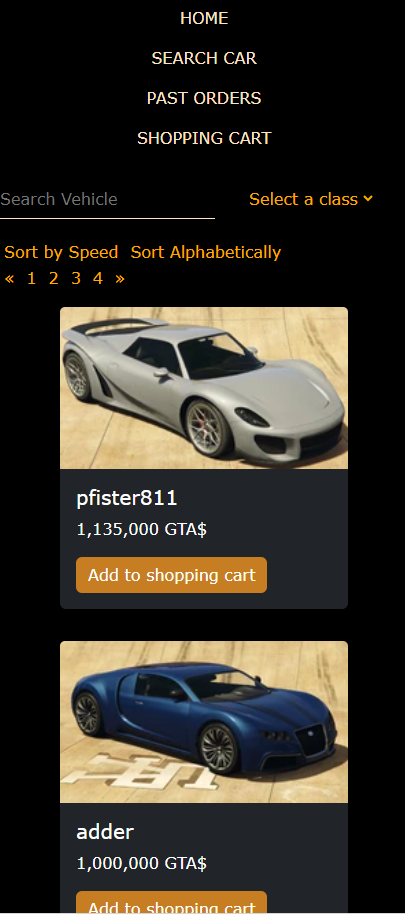 HOME
SEARCH CAR
PAST ORDERS
SHOPPING CART
Search Vehicle Select a class
Sort by Speed Sort Alphabetically
« 1 2 3 4 »
pfister811
1,135,000 GTA$
Add to shopping cart
adder
1,000,000 GTA$
Add to shopping cart